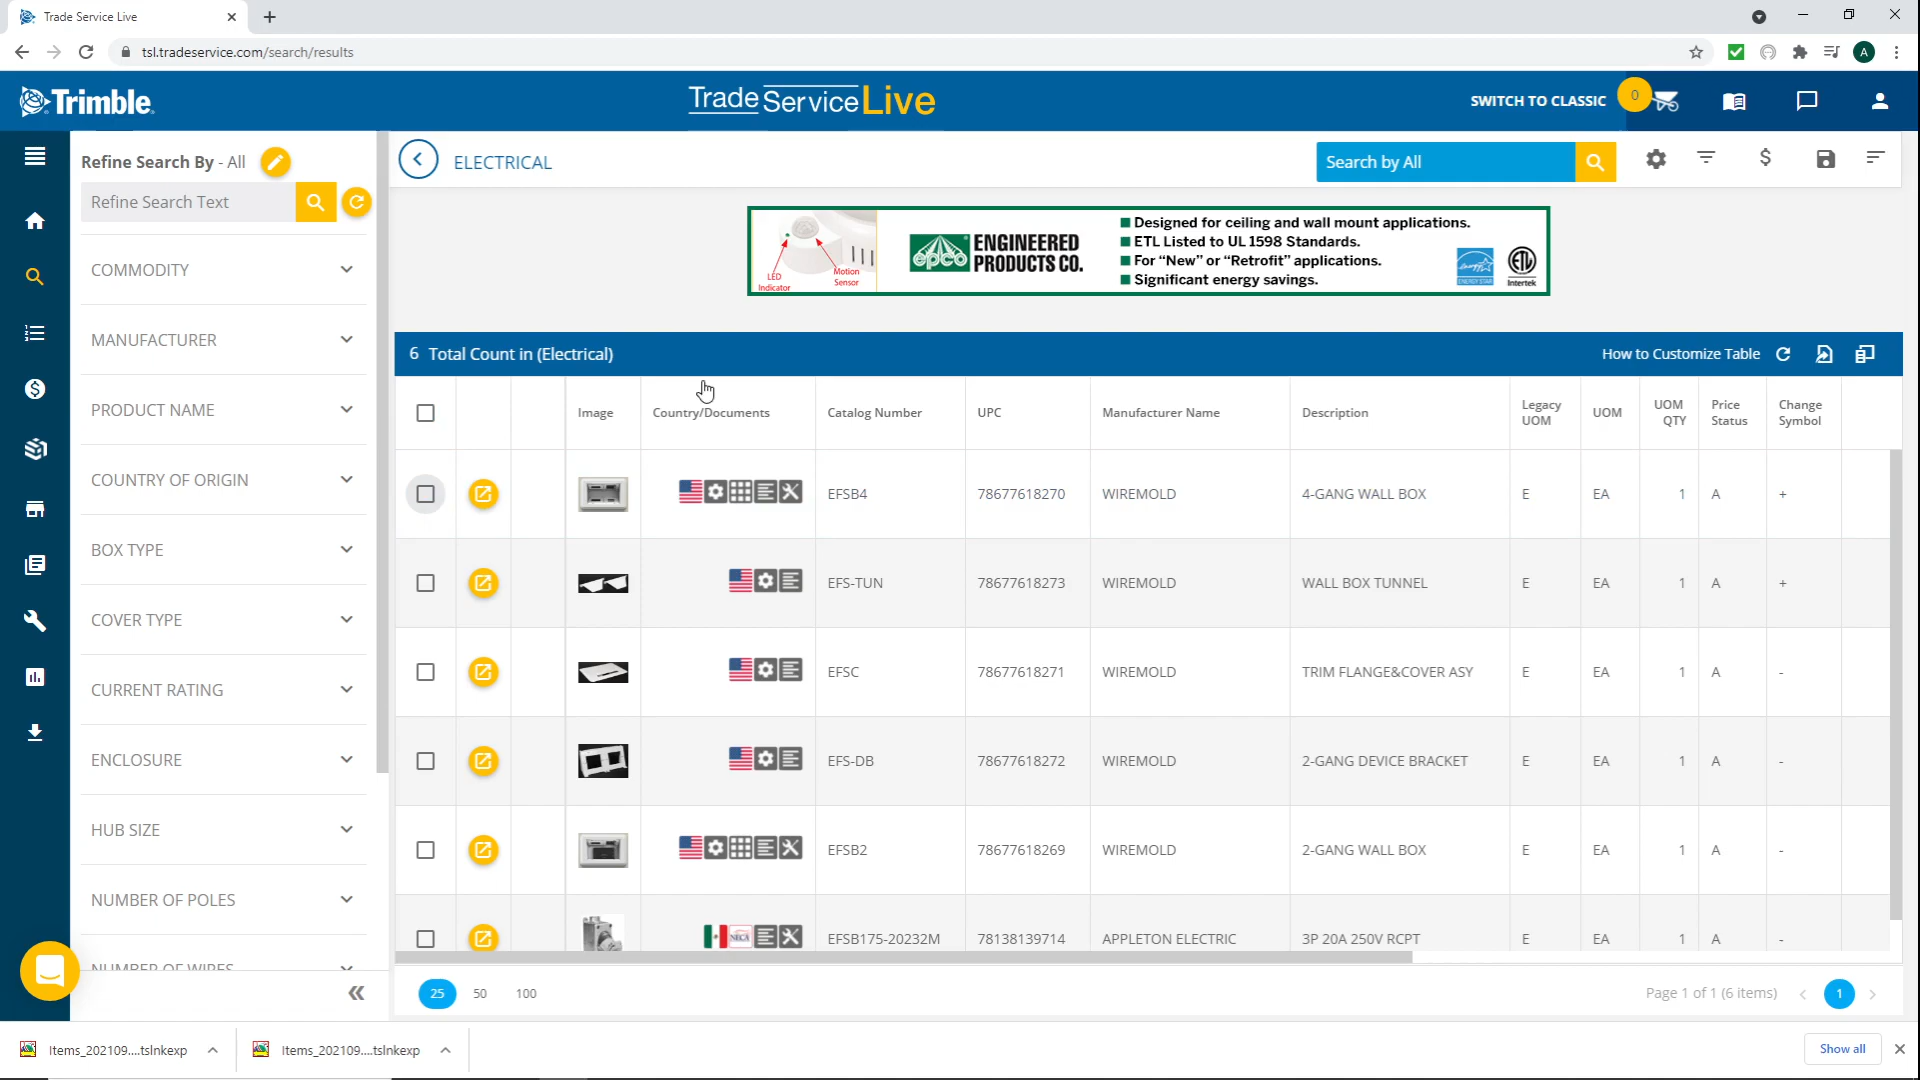 Trade Service Live
tsl.tradeservice.com/search/results
A
Trimble
Trade Service Live
SWITCH TO CLASSIC
0
Refine Search By - All
Refine Search Text
ELECTRICAL
Search by All
LED Indicator
Motion Sensor
epco
ENGINEERED
PRODUCTS CO.
Designed for ceiling and wall mount applications.
ETL Listed to UL 1598 Standards.
For “New” or “Retrofit” applications.
Significant energy savings.
ENERGY STAR
ETL
Intertek
COMMODITY
MANUFACTURER
PRODUCT NAME
COUNTRY OF ORIGIN
BOX TYPE
COVER TYPE
CURRENT RATING
ENCLOSURE
HUB SIZE
NUMBER OF POLES
NUMBER OF WIRES
6 Total Count in (Electrical)
How to Customize Table
Image Country/Documents Catalog Number UPC Manufacturer Name Description Legacy UOM UOM UOM QTY Price Status Change Symbol
EFSB4 78677618270 WIREMOLD 4-GANG WALL BOX E EA 1 A +
EFS-TUN 78677618273 WIREMOLD WALL BOX TUNNEL E EA 1 A +
EFSC 78677618271 WIREMOLD TRIM FLANGE&COVER ASY E EA 1 A -
EFS-DB 78677618272 WIREMOLD 2-GANG DEVICE BRACKET E EA 1 A -
EFSB2 78677618269 WIREMOLD 2-GANG WALL BOX E EA 1 A -
NECA EFSB175-20232M 78138139714 APPLETON ELECTRIC 3P 20A 250V RCPT E EA 1 A -
25 50 100
Page 1 of 1 (6 items)
1
Items_202109....tslnkexp
Items_202109....tslnkexp
Show all